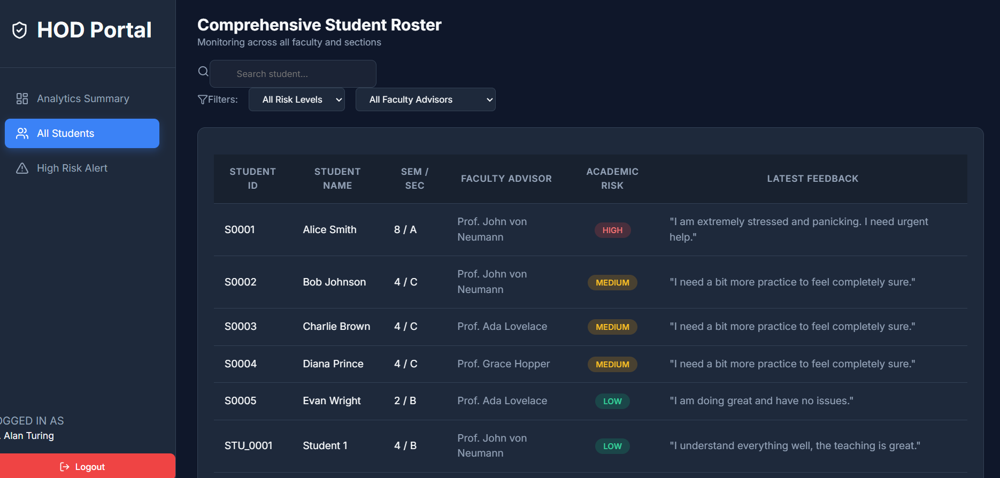 HOD Portal
Analytics Summary
All Students
High Risk Alert
OGGED IN AS
. Alan Turing
Logout
Comprehensive Student Roster
Monitoring across all faculty and sections
Search student...
Filters: All Risk Levels All Faculty Advisors
STUDENT ID STUDENT NAME SEM / SEC FACULTY ADVISOR ACADEMIC RISK LATEST FEEDBACK
S0001 Alice Smith 8 / A Prof. John von Neumann HIGH "I am extremely stressed and panicking. I need urgent help."
S0002 Bob Johnson 4 / C Prof. John von Neumann MEDIUM "I need a bit more practice to feel completely sure."
S0003 Charlie Brown 4 / C Prof. Ada Lovelace MEDIUM "I need a bit more practice to feel completely sure."
S0004 Diana Prince 4 / C Prof. Grace Hopper MEDIUM "I need a bit more practice to feel completely sure."
S0005 Evan Wright 2 / B Prof. Ada Lovelace LOW "I am doing great and have no issues."
STU_0001 Student 1 4 / B Prof. John von Neumann LOW "I understand everything well, the teaching is great."